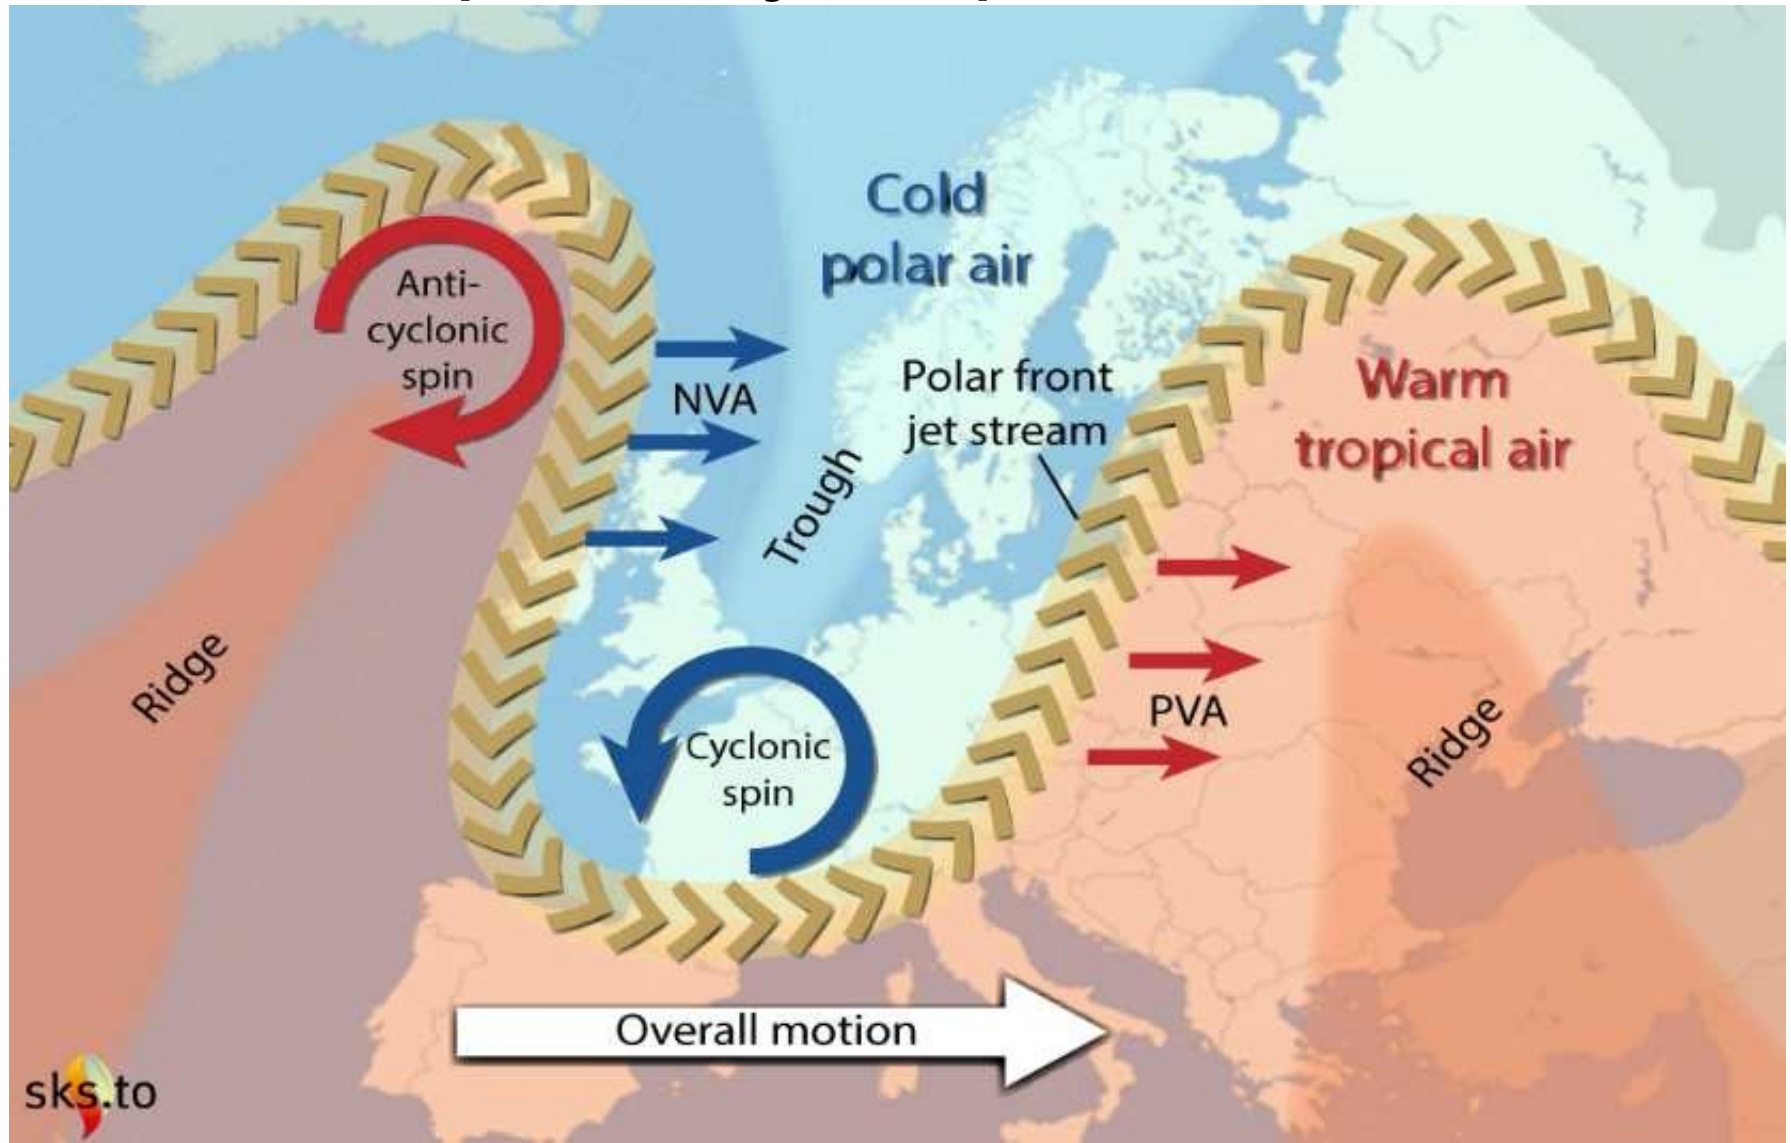 Anti-
cyclonic
spin
Cold
polar air
NVA
Polar front
jet stream
Warm
tropical air
Trough
Ridge
Cyclonic
spin
PVA
Ridge
Overall motion
sks.to